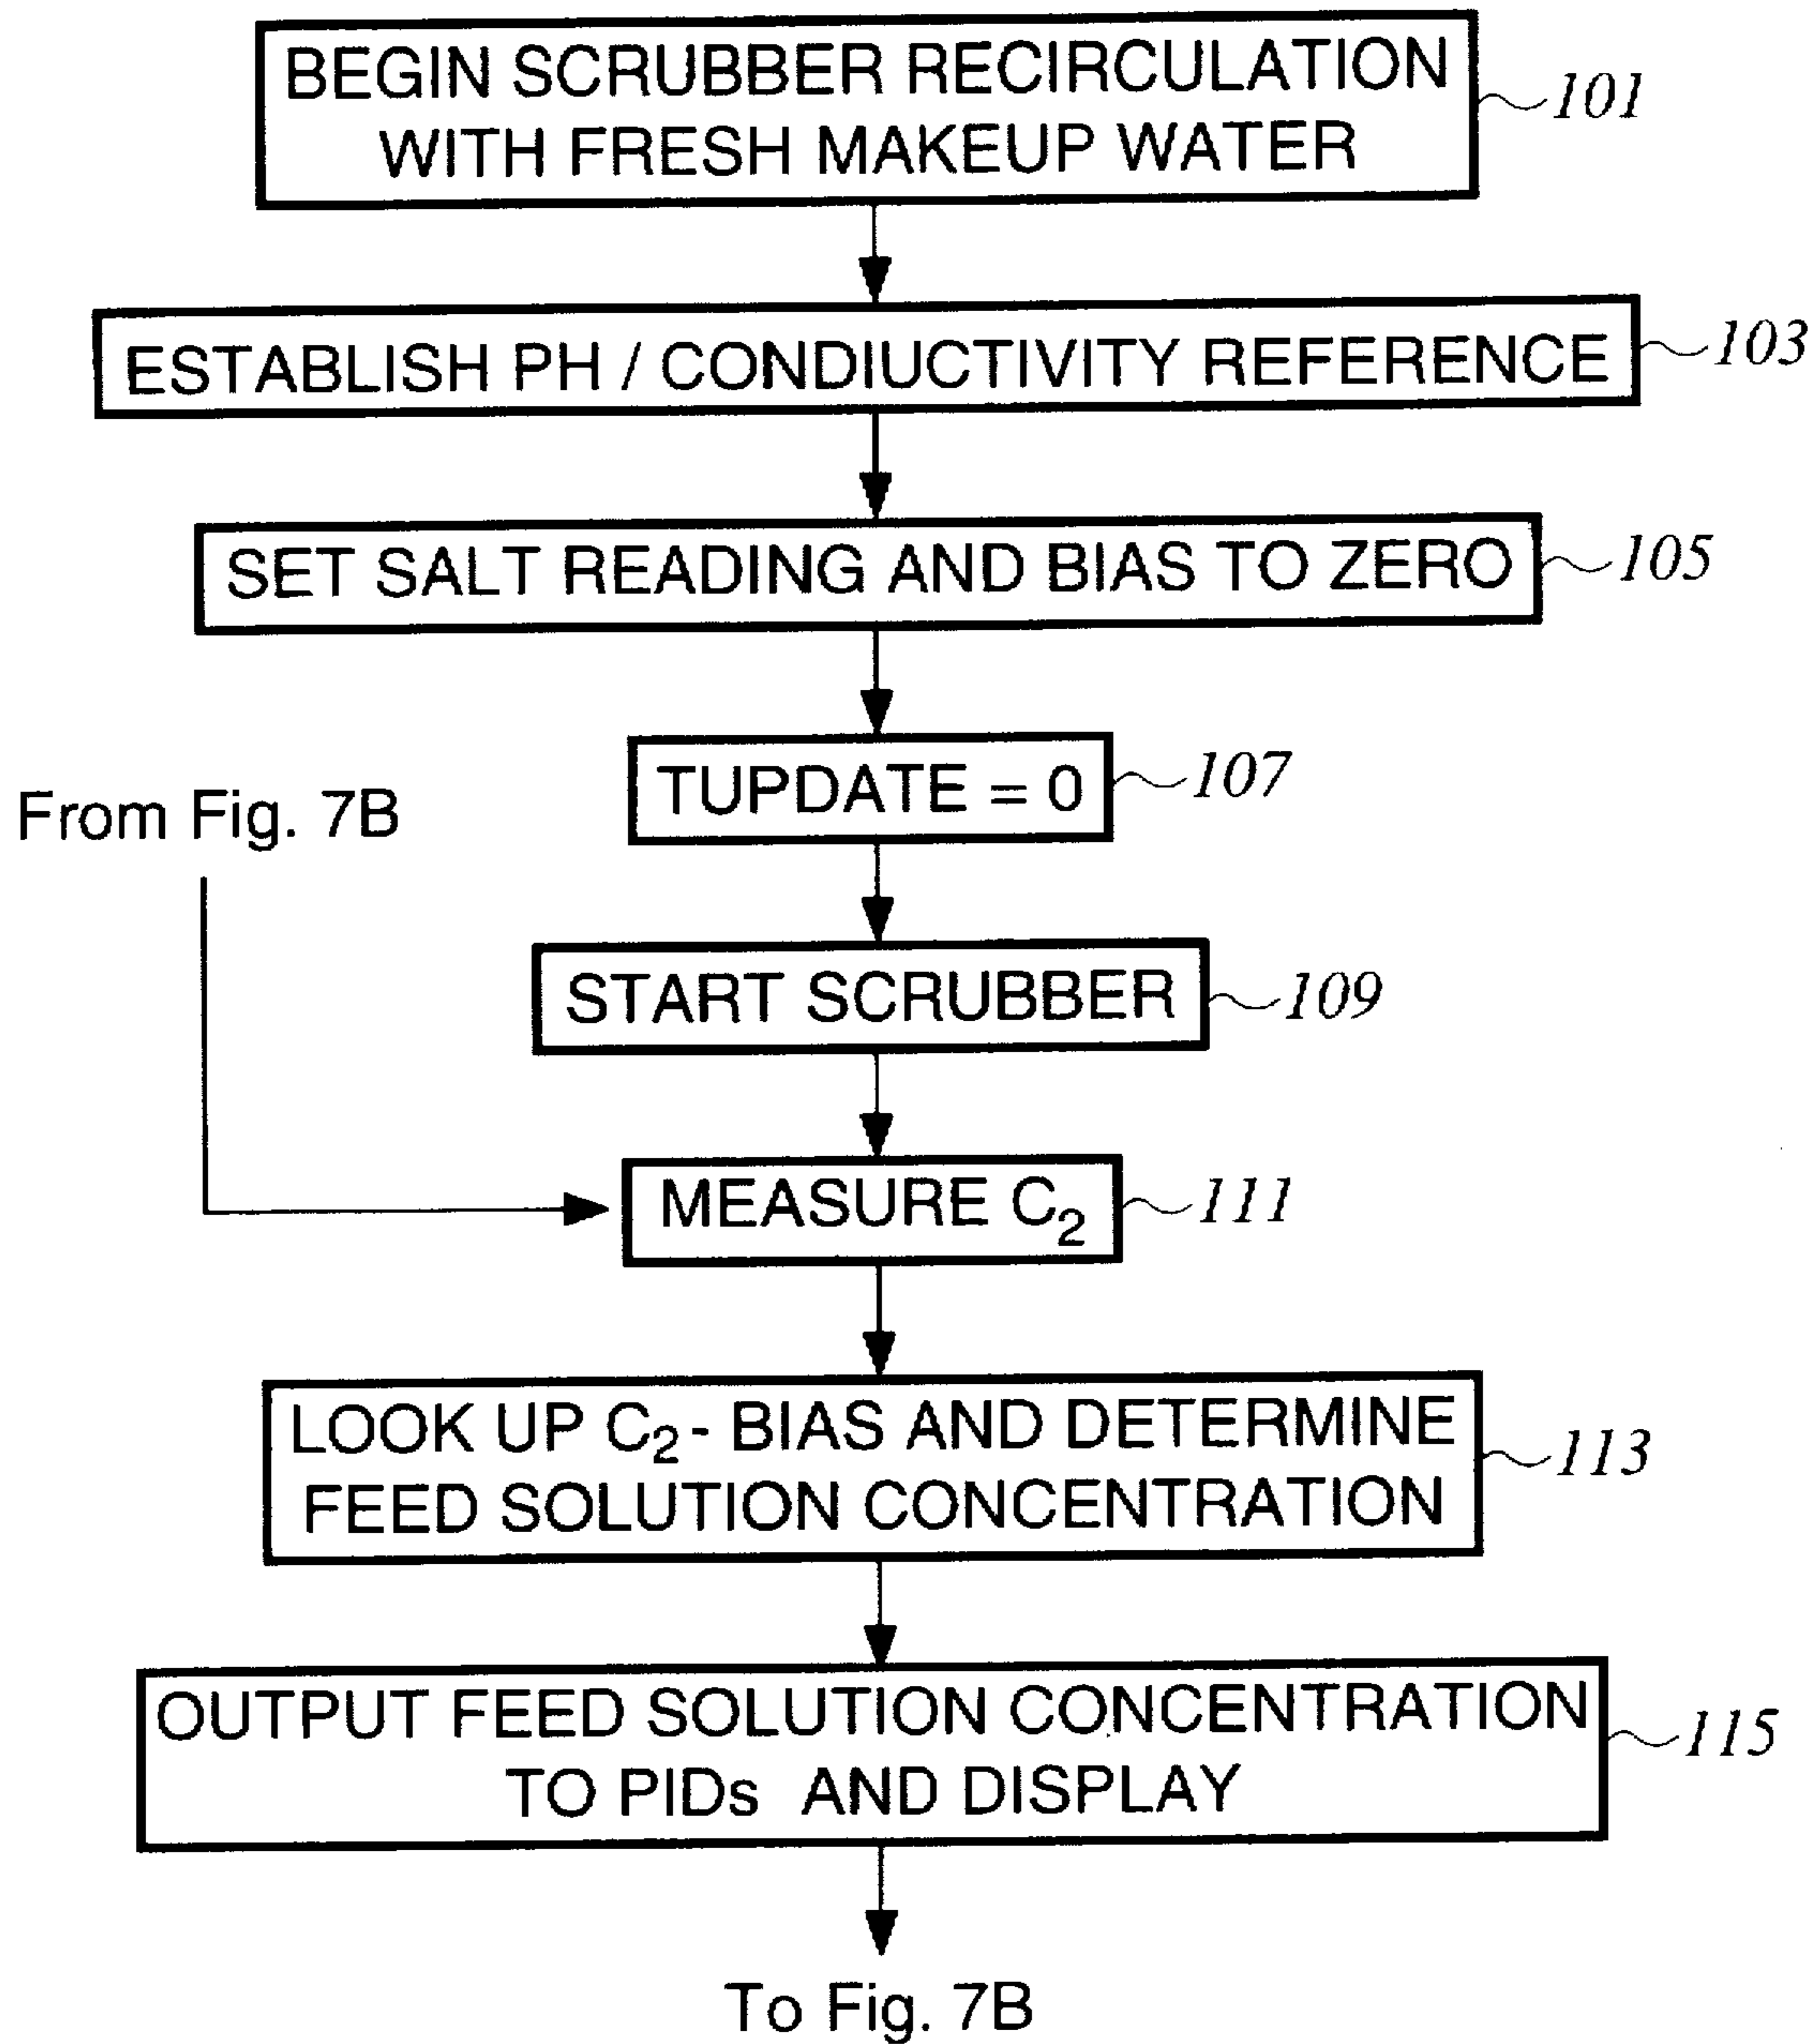 BEGIN SCRUBBER RECIRCULATION
WITH FRESH MAKEUP WATER
101
ESTABLISH PH / CONDIUCTIVITY REFERENCE
103
SET SALT READING AND BIAS TO ZERO
105
TUPDATE = 0
107
From Fig. 7B
START SCRUBBER
109
MEASURE C₂
111
LOOK UP C₂- BIAS AND DETERMINE
FEED SOLUTION CONCENTRATION
113
OUTPUT FEED SOLUTION CONCENTRATION
TO PIDs AND DISPLAY
115
To Fig. 7B